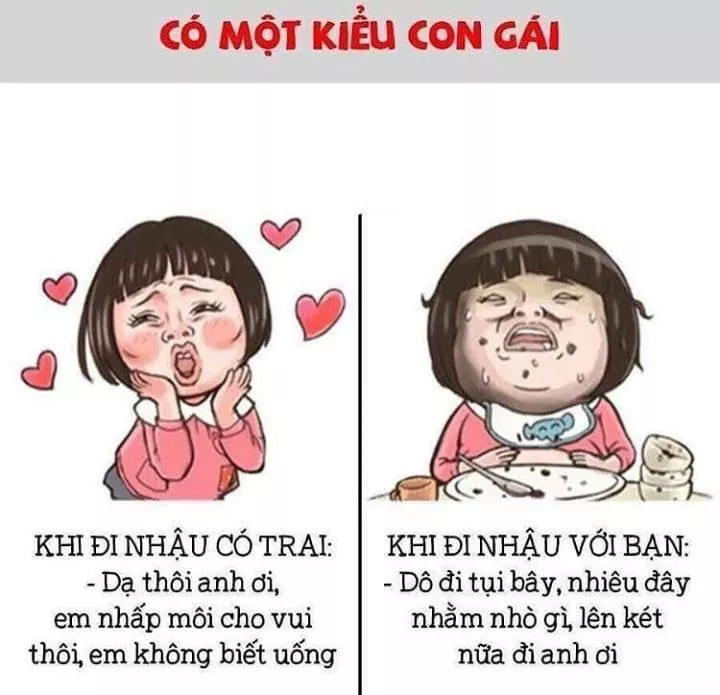 CÓ MỘT KIỂU CON GÁI
KHI ĐI NHẬU CÓ TRAI:
- Dạ thôi anh ơi,
em nhấp môi cho vui
thôi, em không biết uống
KHI ĐI NHẬU VỚI BẠN:
- Dô đi tụi bây, nhiêu đây
nhằm nhò gì, lên két
nữa đi anh ơi